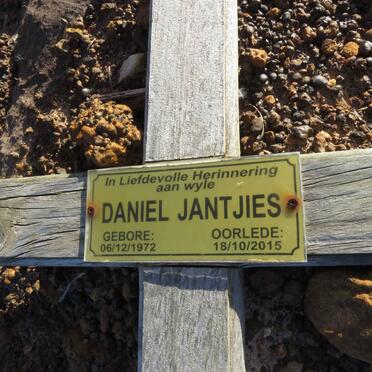 In Liefdevolle Herinnering
aan wyle
DANIEL JANTJIES
GEBORE: OORLEDE:
06/12/1972 18/10/2015